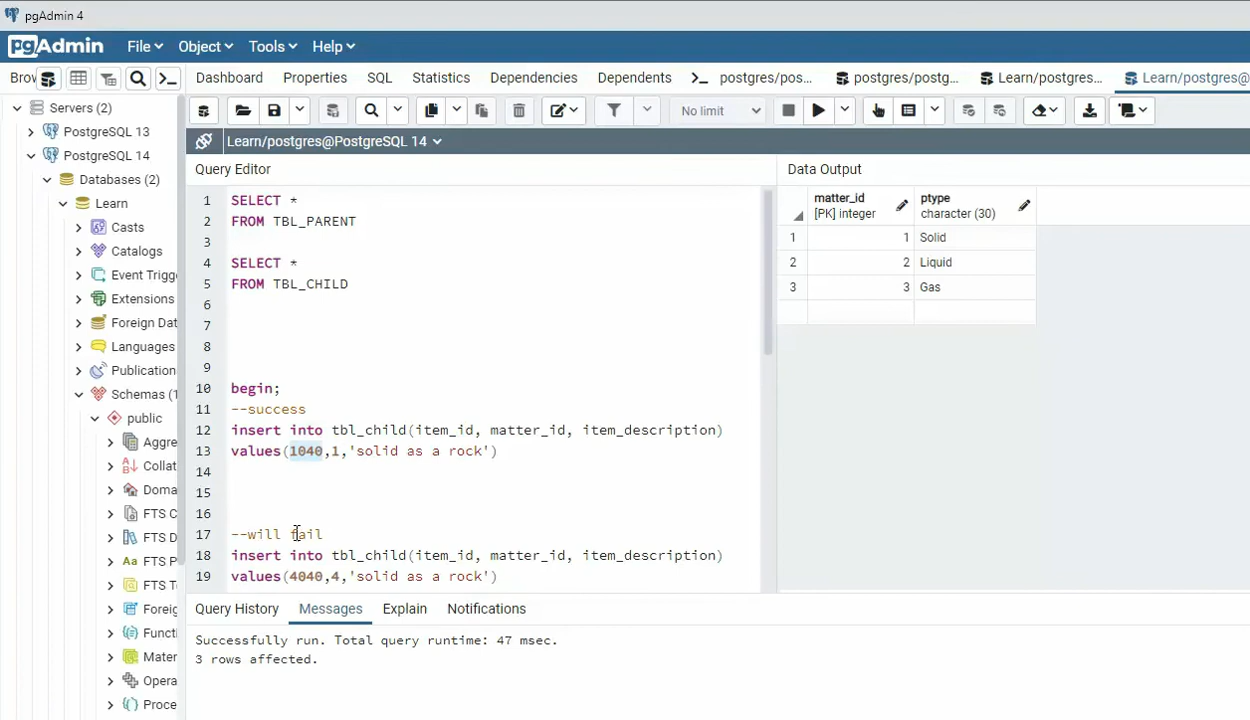 pgAdmin 4
pgAdmin File Object Tools Help
Brow Dashboard Properties SQL Statistics Dependencies Dependents postgres/pos... postgres/postg... Learn/postgres... Learn/postgres@
No limit
Servers (2)
PostgreSQL 13
PostgreSQL 14
Databases (2)
Learn
Casts
Catalogs
Event Trigg
Extensions
Foreign Dat
Languages
Publication
Schemas (1
public
Aggre
Collat
Doma
FTS C
FTS D
Aa FTS P
FTS T
Foreig
Functi
Mater
Opera
Proce
Learn/postgres@PostgreSQL 14
Query Editor
1 SELECT *
2 FROM TBL_PARENT
3
4 SELECT *
5 FROM TBL_CHILD
6
7
8
9
10 begin;
11 --success
12 insert into tbl_child(item_id, matter_id, item_description)
13 values(1040,1,'solid as a rock')
14
15
16
17 --will fail
18 insert into tbl_child(item_id, matter_id, item_description)
19 values(4040,4,'solid as a rock')
Data Output
matter_id ptype
[PK] integer character (30)
1 1 Solid
2 2 Liquid
3 3 Gas
Query History Messages Explain Notifications
Successfully run. Total query runtime: 47 msec.
3 rows affected.